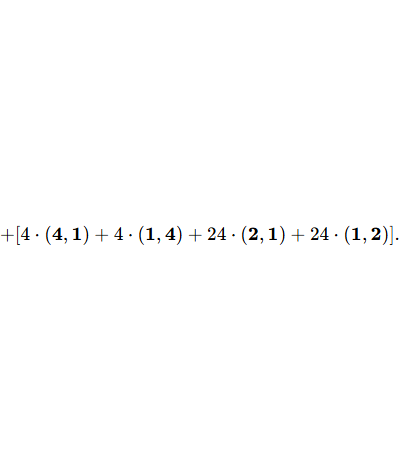 +[4 · (4, 1) + 4 · (1, 4) + 24 · (2, 1) + 24 · (1, 2)].